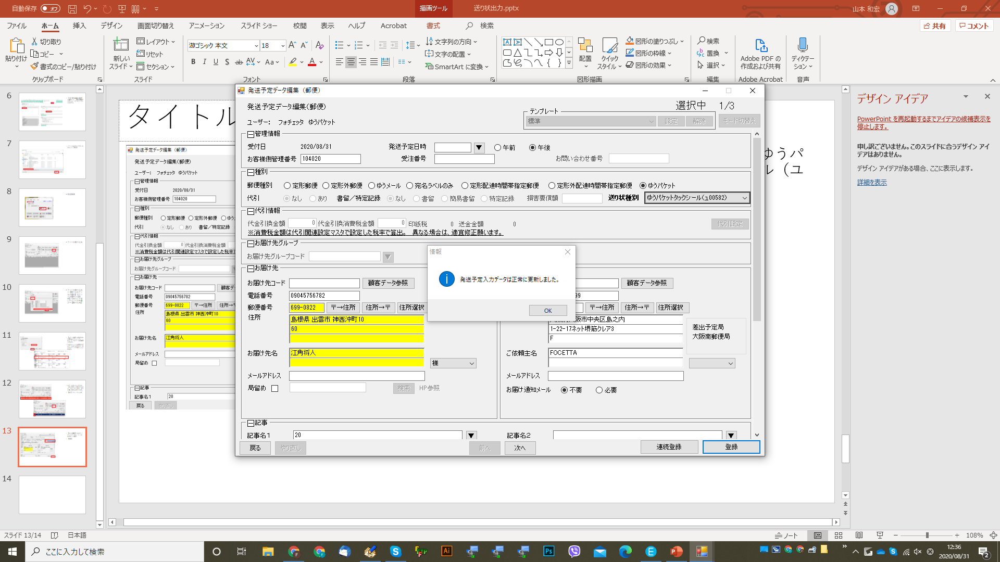 自動保存 オフ
描画ツール
送り状出力.pptx
山本 和宏
ファイル ホーム 挿入 デザイン 画面切り替え アニメーション スライド ショー 校閲 表示 ヘルプ Acrobat 書式 検索
共有 コメント
貼り付け
切り取り
コピー
書式のコピー/貼り付け
クリップボード
新しい
スライド
レイアウト
リセット
セクション
スライド
游ゴシック 本文 18
B I U S ab AV Aa A
フォント
文字列の方向
文字の配置
SmartArt に変換
段落
配置
クイック
スタイル
図形の塗りつぶし
図形の枠線
図形の効果
図形描画
検索
置換
選択
編集
Adobe PDF の
作成および共有
Adobe Acrobat
ディクテー
ション
音声
6
7
8
9
10
11
12
13
14
タイトル
ゆうパ
ル（ユ
発送予定データ編集（郵便）
発送予定データ編集(郵便)
ユーザー： フォチェッタ ゆうパケット
管理情報
受付日 2020/08/31
お客様側管理番号 104020
種別
郵便種別 定形郵便 定形外郵便 ゆう
代引 なし あり 書留／特定記録
代引情報
代金引換金額 0 代金引換消費税金額
※消費税金額は代引関連設定マスタで設定した税率で
お届け先グループ
お届け先グループコード
お届け先
お届け先コード 顧客デー
電話番号 09045756782
郵便番号 699-0822 〒→住所 住所→
住所 島根県 出雲市 神西沖町10
60
お届け先名 江角将人
メールアドレス
局留め
記事
記事名1 20
戻る やり直し
発送予定データ編集（郵便）
発送予定データ編集(郵便)
選択中 1/3
ユーザー： フォチェッタ ゆうパケット
テンプレート
標準 設定 解除 モード切替え
管理情報
受付日 2020/08/31 発送予定日時 午前 午後
お客様側管理番号 104020 受注番号 お問い合わせ番号
種別
郵便種別 定形郵便 定形外郵便 ゆうメール 宛名ラベルのみ 定形配達時間帯指定郵便 定形外配達時間帯指定郵便 ゆうパケット
代引 なし あり 書留／特定記録 なし 書留 簡易書留 特定記録 損害要償額 送り状種別 ゆうパケットタックシール(ュ00582)
代引情報
代金引換金額 0 代金引換消費税金額 0 印紙税 0 送金金額 0 代引設定
※消費税金額は代引関連設定マスタで設定した税率で算出。 異なる場合は、適宜修正願います。
お届け先グループ
お届け先グループコード
お届け先
お届け先コード 顧客データ参照
電話番号 09045756782
郵便番号 699-0822 〒→住所 住所→〒 住所選択
住所 島根県 出雲市 神西沖町10
60
お届け先名 江角将人
様
メールアドレス
局留め 検索 HP参照
情報
発送予定入力データは正常に更新しました。
OK
顧客データ参照
99
〒→住所 住所→〒 住所選択
阪市中央区島之内
1-22-17ネット堺筋クレア3
F
差出予定局
大阪南郵便局
ご依頼主名 FOCETTA
メールアドレス
お届け通知メール 不要 必要
記事
記事名1 20 記事名2
戻る やり直し 前へ 次へ 連続登録 登録
デザイン アイデア
PowerPoint を再起動するまでアイデアの候補表示を
停止します。
申し訳ございません。このスライドに合うデザイン アイ
デアはありません。
デザイン アイデアがある場合、ここに表示します。
詳細を表示
スライド 13/14 日本語
ノート 108%
ここに入力して検索
12:36
2020/08/31
2